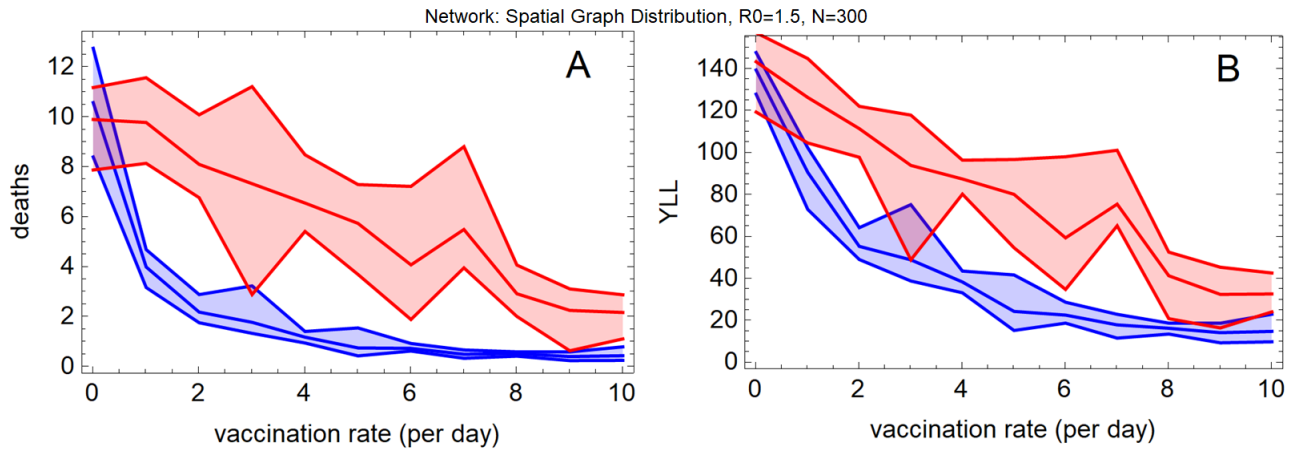 Network: Spatial Graph Distribution, R0=1.5, N=300
A
deaths
12
10
8
6
4
2
0
0 2 4 6 8 10
vaccination rate (per day)
B
YLL
140
120
100
80
60
40
20
0
0 2 4 6 8 10
vaccination rate (per day)